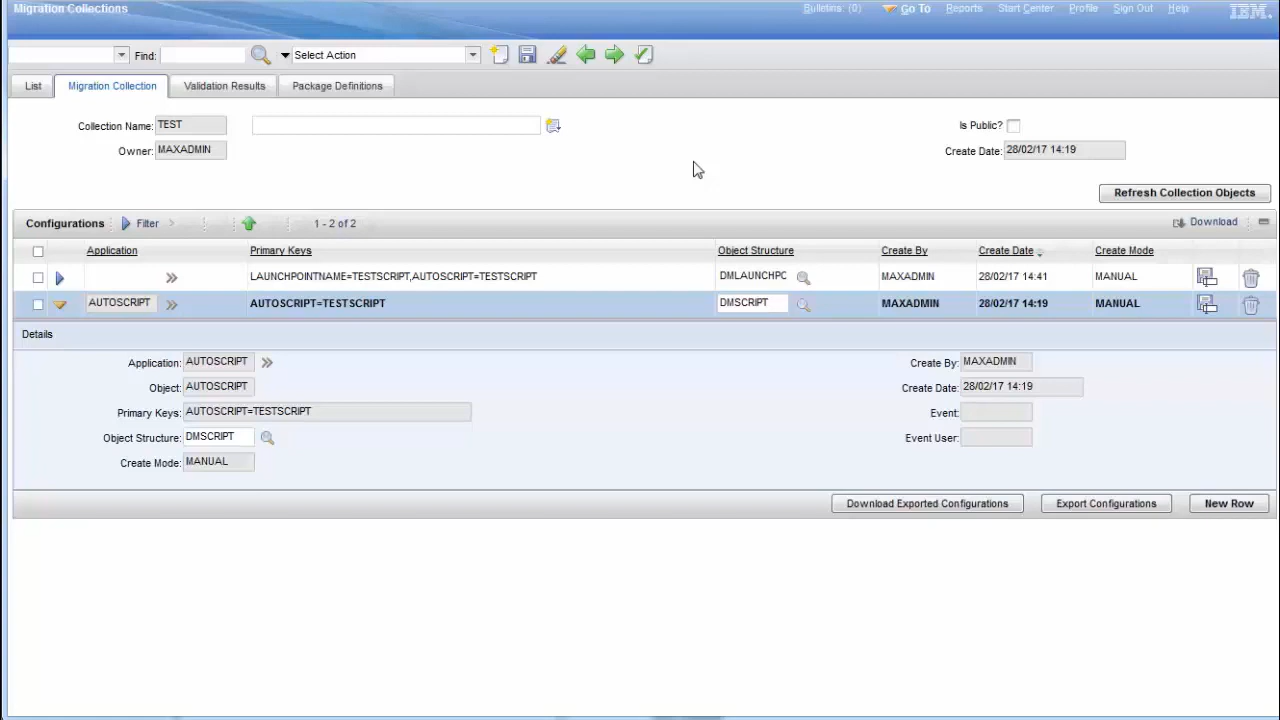 Migration Collections Bulletins: (0) Go To Reports Start Center Profile Sign Out Help IBM
Find: Select Action
List Migration Collection Validation Results Package Definitions
Collection Name: TEST Is Public?
Owner: MAXADMIN Create Date: 28/02/17 14:19
Refresh Collection Objects
Configurations Filter 1 - 2 of 2 Download
Application Primary Keys Object Structure Create By Create Date Create Mode
LAUNCHPOINTNAME=TESTSCRIPT,AUTOSCRIPT=TESTSCRIPT DMLAUNCHPC MAXADMIN 28/02/17 14:41 MANUAL
AUTOSCRIPT AUTOSCRIPT=TESTSCRIPT DMSCRIPT MAXADMIN 28/02/17 14:19 MANUAL
Details
Application: AUTOSCRIPT Create By: MAXADMIN
Object: AUTOSCRIPT Create Date: 28/02/17 14:19
Primary Keys: AUTOSCRIPT=TESTSCRIPT Event:
Object Structure: DMSCRIPT Event User:
Create Mode: MANUAL
Download Exported Configurations Export Configurations New Row